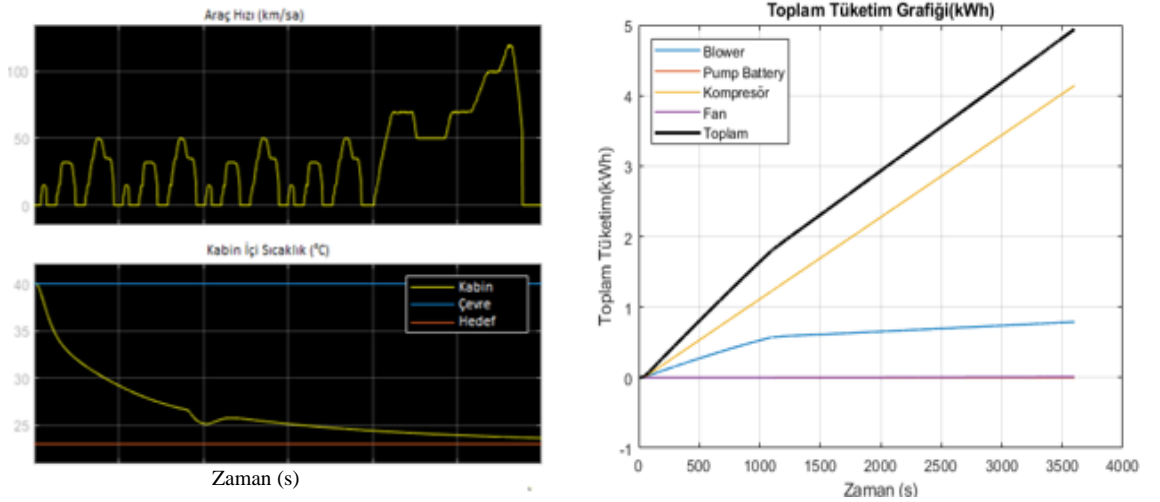 Araç Hızı (km/sa)
100
50
0
Kabin İçi Sıcaklık (°C)
40
35
30
25
Kabin
Çevre
Hedef
Zaman (s)
Toplam Tüketim Grafiği(kWh)
Toplam Tüketim(kWh)
5
4
3
2
1
0
-1
Blower
Pump Battery
Kompresör
Fan
Toplam
0 500 1000 1500 2000 2500 3000 3500 4000
Zaman (s)